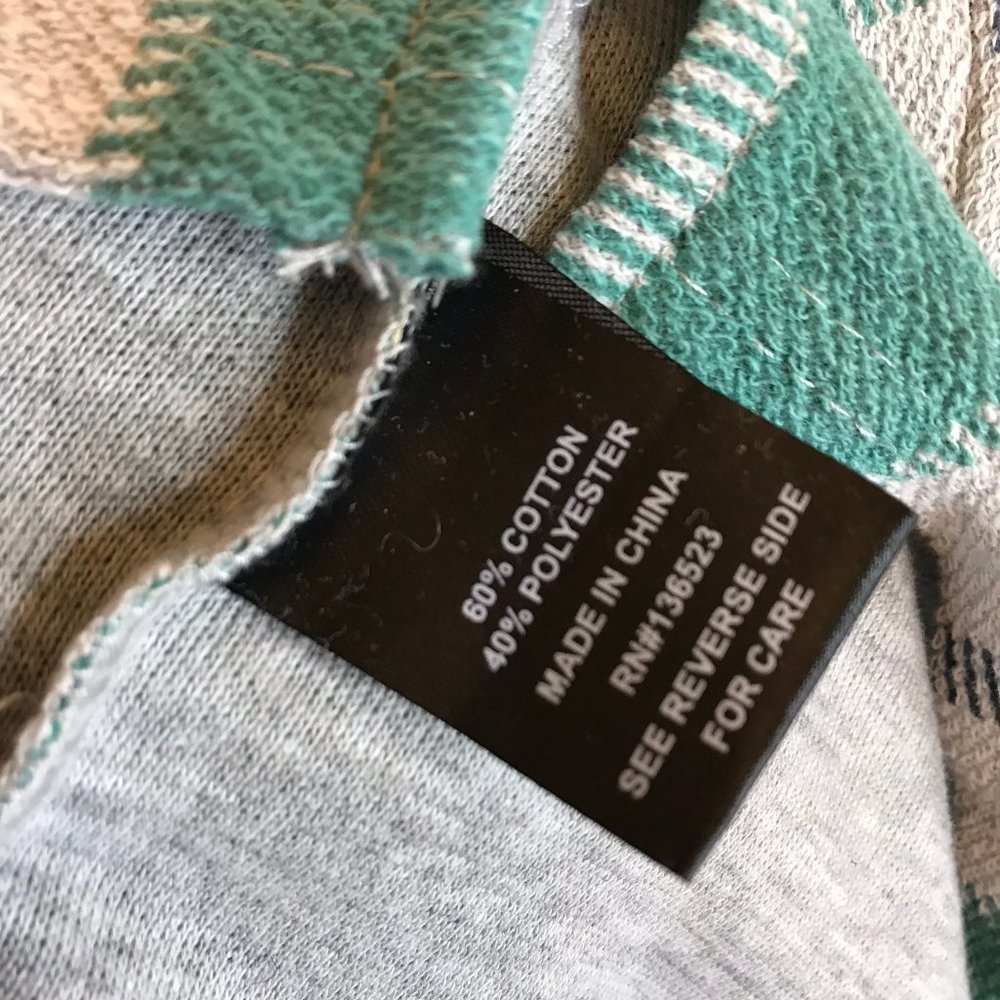 60% COTTON
40% POLYESTER
MADE IN CHINA
RN#136523
SEE REVERSE SIDE
FOR CARE